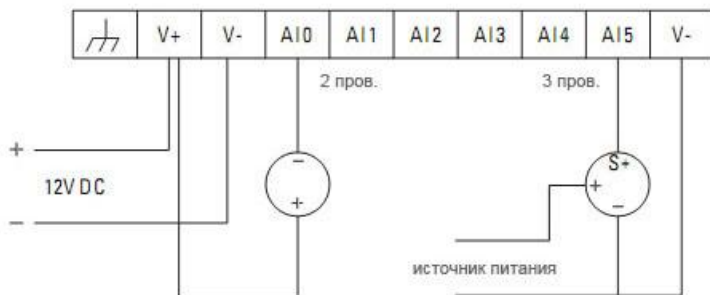 V+ V- AI0 AI1 AI2 AI3 AI4 AI5 V-
2 пров. 3 пров.
+
12V DC
−
−
+
S+
+
−
источник питания